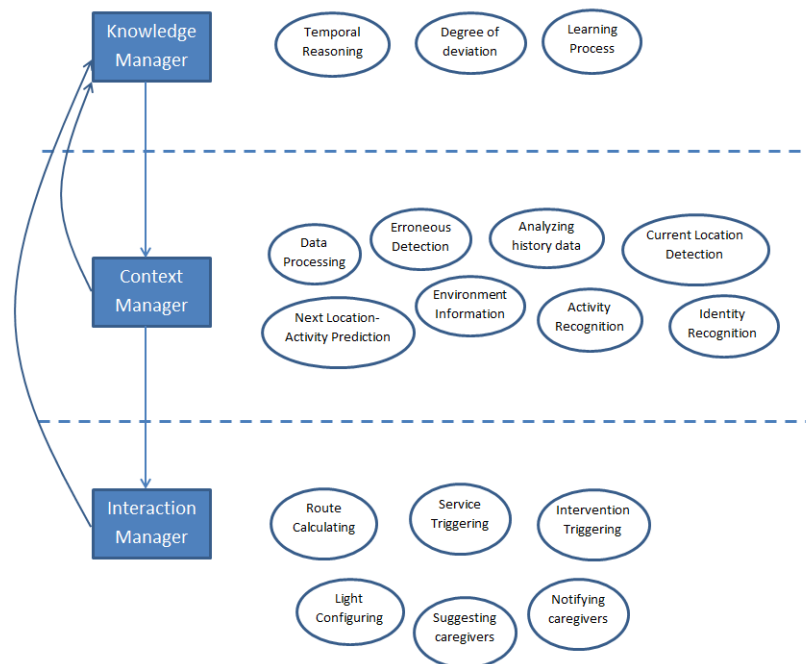 Knowledge
Manager
Temporal
Reasoning
Degree of
deviation
Learning
Process
Context
Manager
Data
Processing
Erroneous
Detection
Analyzing
history data
Current Location
Detection
Next Location-
Activity Prediction
Environment
Information
Activity
Recognition
Identity
Recognition
Interaction
Manager
Route
Calculating
Service
Triggering
Intervention
Triggering
Light
Configuring
Suggesting
caregivers
Notifying
caregivers